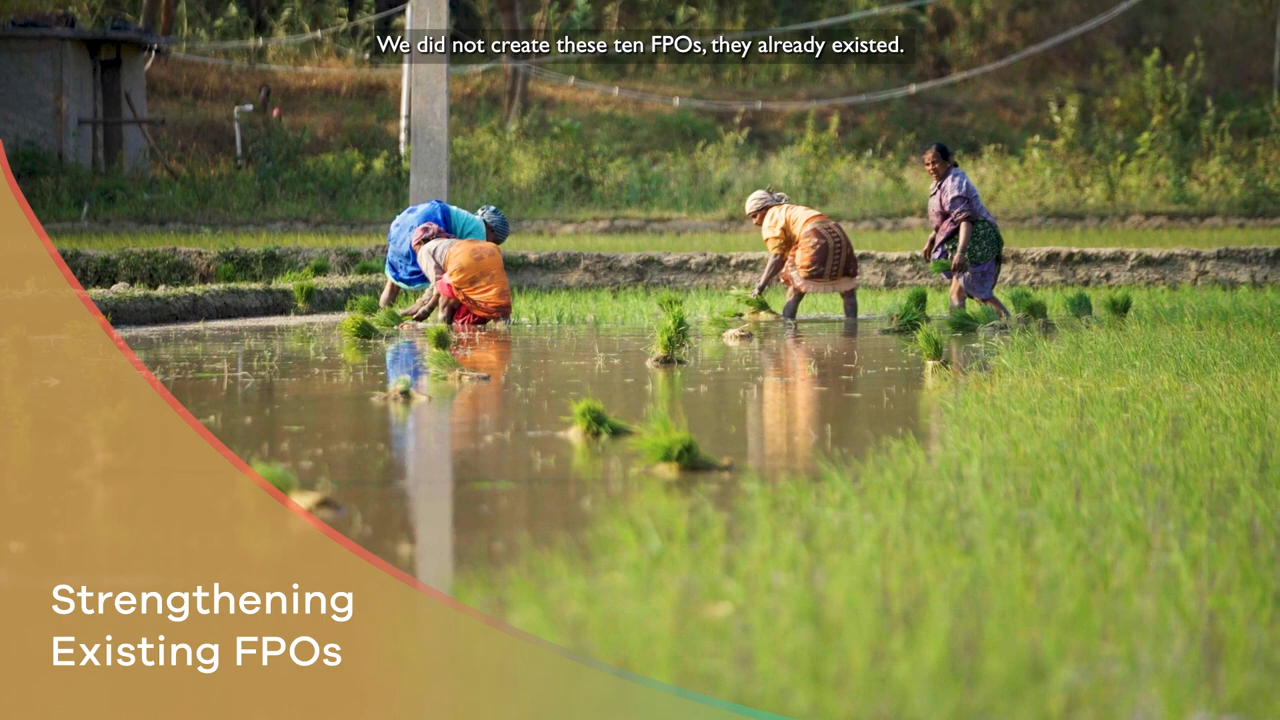 We did not create these ten FPOs, they already existed.
Strengthening
Existing FPOs